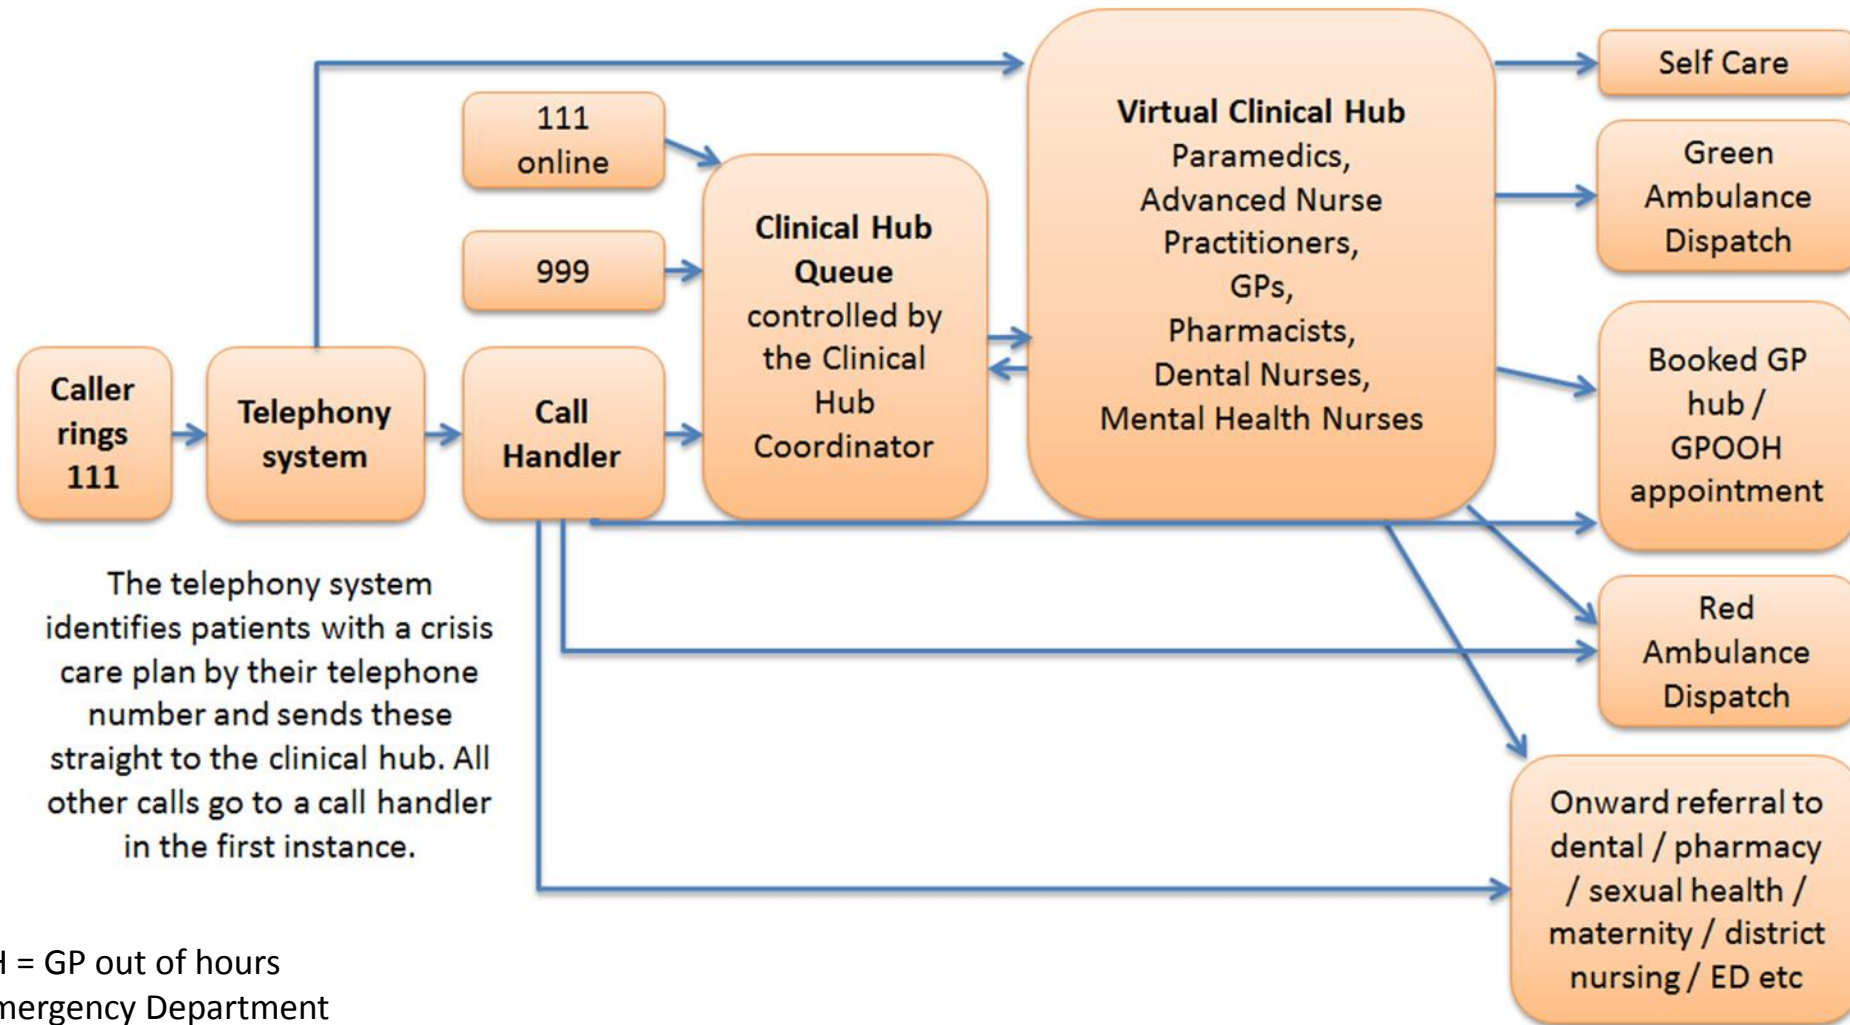 111
online
999
Caller
rings
111
Telephony
system
Call
Handler
Clinical Hub
Queue
controlled by
the Clinical
Hub
Coordinator
Virtual Clinical Hub
Paramedics,
Advanced Nurse
Practitioners,
GPs,
Pharmacists,
Dental Nurses,
Mental Health Nurses
Self Care
Green
Ambulance
Dispatch
Booked GP
hub /
GPOOH
appointment
Red
Ambulance
Dispatch
Onward referral to
dental / pharmacy
/ sexual health /
maternity / district
nursing / ED etc
The telephony system
identifies patients with a crisis
care plan by their telephone
number and sends these
straight to the clinical hub. All
other calls go to a call handler
in the first instance.
= GP out of hours
Department